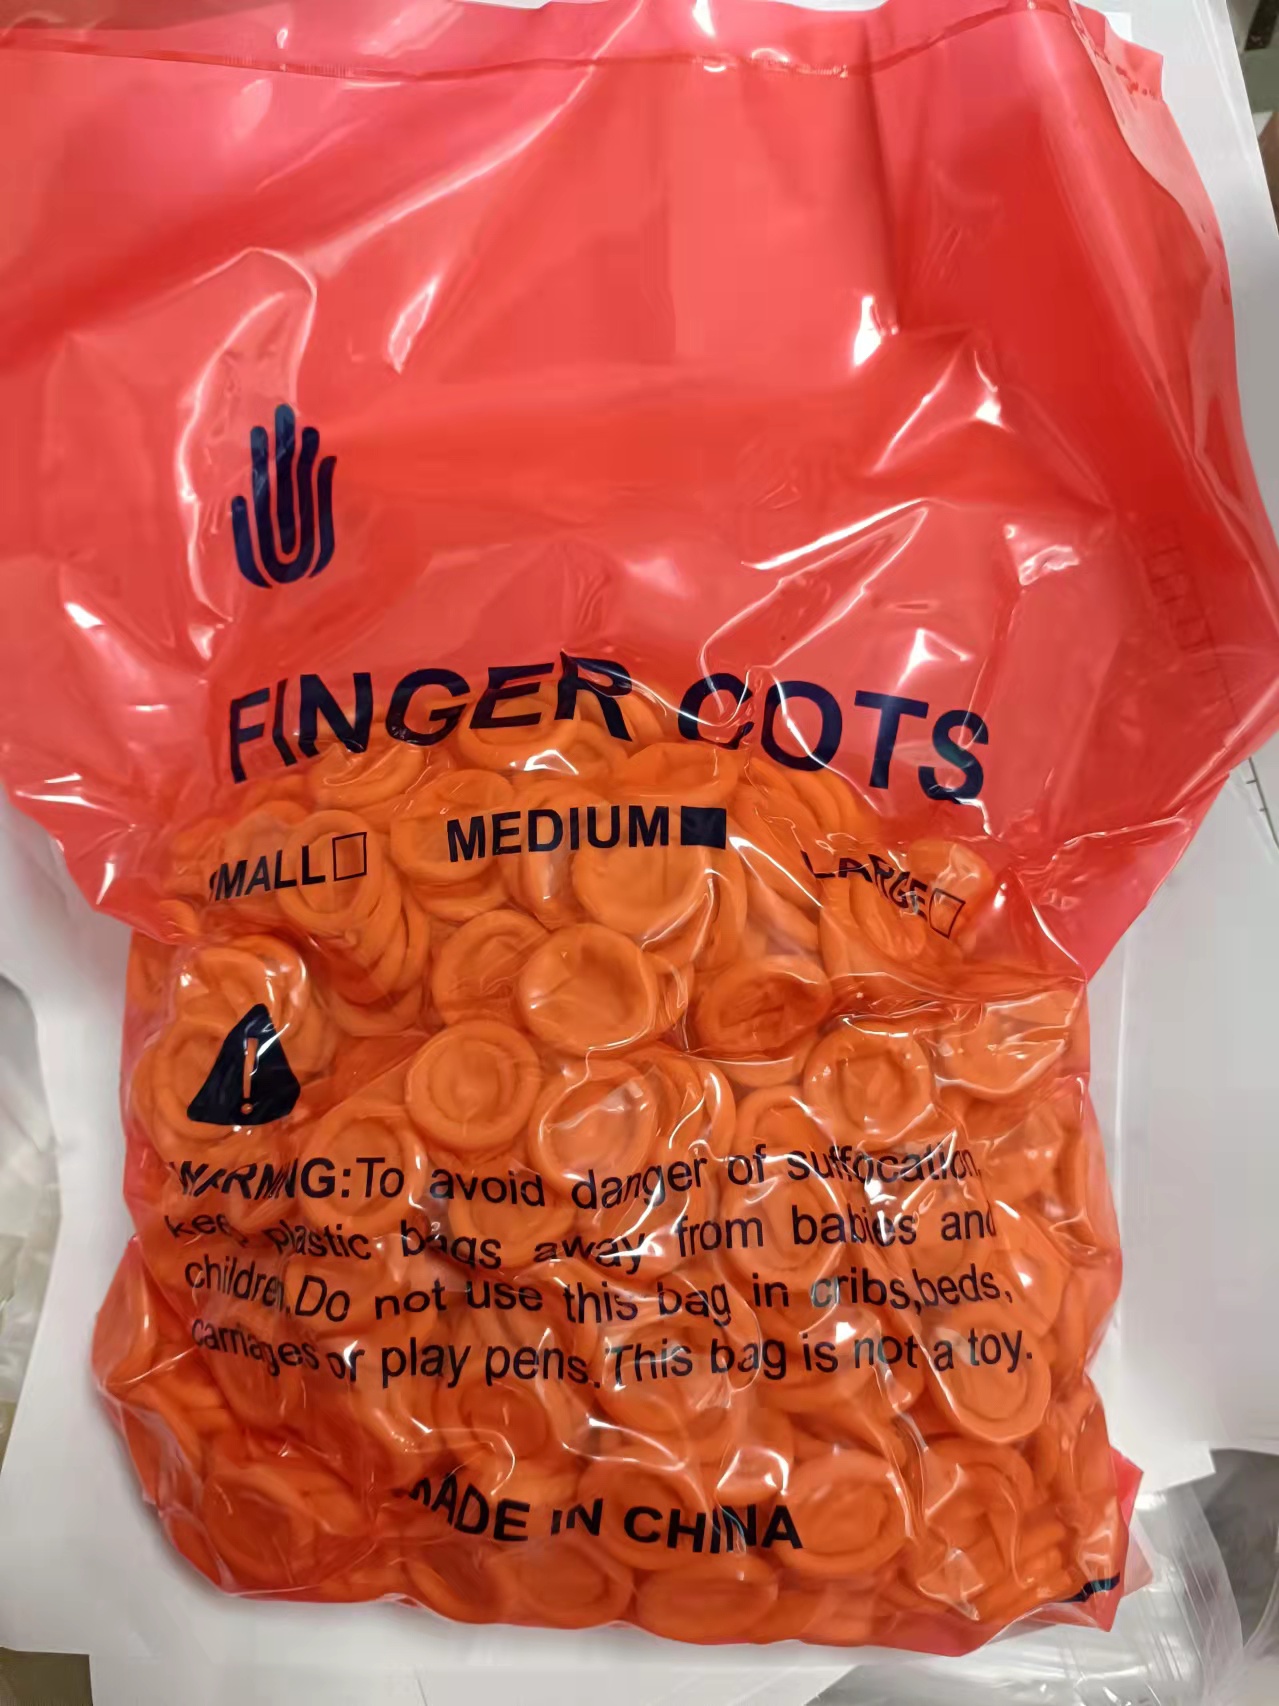 FINGER COTS
SMALL MEDIUM LARGE
WARNING:To avoid danger of suffocation,
keep plastic bags away from babies and
children.Do not use this bag in cribs,beds,
carriages or play pens.This bag is not a toy.
MADE IN CHINA